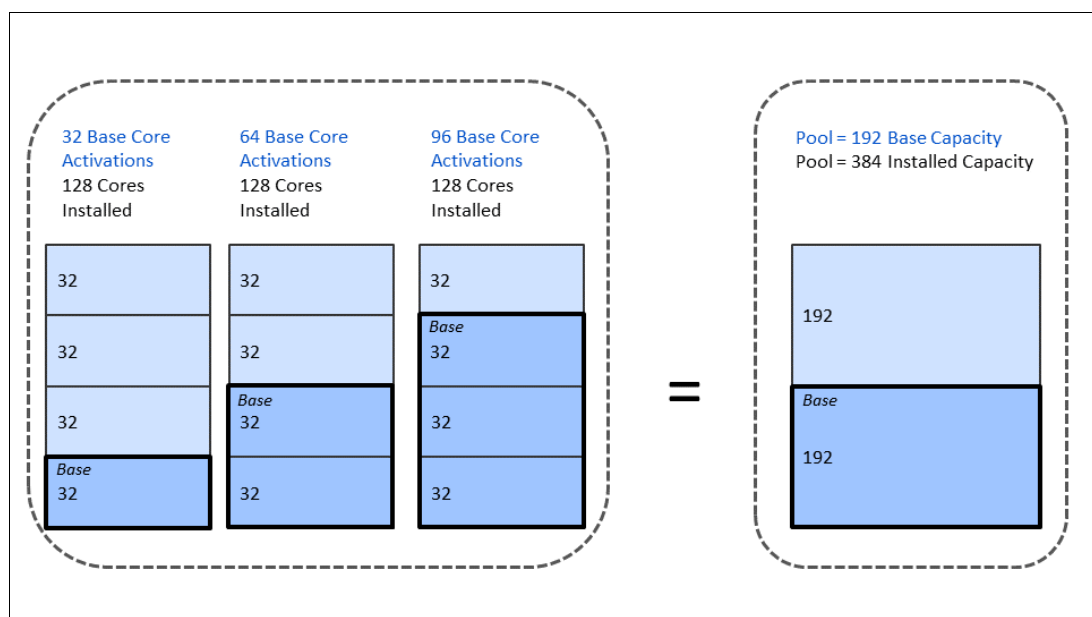 32 Base Core
Activations
128 Cores
Installed
64 Base Core
Activations
128 Cores
Installed
96 Base Core
Activations
128 Cores
Installed
32
32
32
Base
32
32
32
Base
32
32
32
Base
32
32
32
=
Pool = 192 Base Capacity
Pool = 384 Installed Capacity
192
Base
192